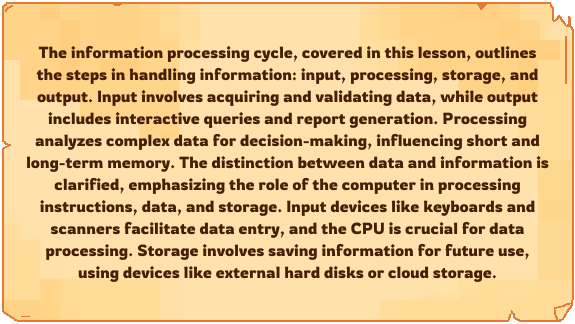 The information processing cycle, covered in this lesson, outlines
the steps in handling information: input, processing, storage, and
output. Input involves acquiring and validating data, while output
includes interactive queries and report generation. Processing
analyzes complex data for decision-making, influencing short and
long-term memory. The distinction between data and information is
clarified, emphasizing the role of the computer in processing
instructions, data, and storage. Input devices like keyboards and
scanners facilitate data entry, and the CPU is crucial for data
processing. Storage involves saving information for future use,
using devices like external hard disks or cloud storage.